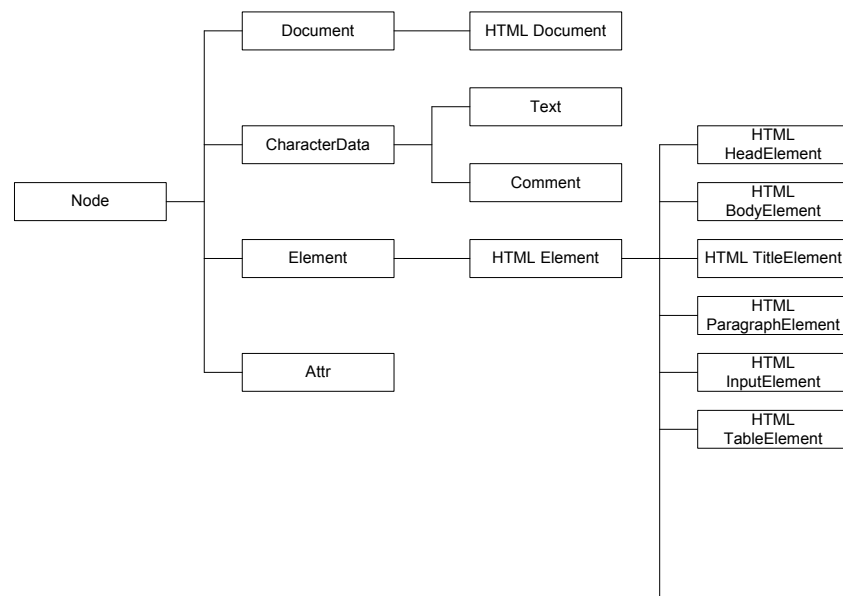 Document
HTML Document
Text
CharacterData
HTML
HeadElement
Comment
HTML
BodyElement
Node
Element
HTML Element
HTML TitleElement
HTML
ParagraphElement
Attr
HTML
InputElement
HTML
TableElement